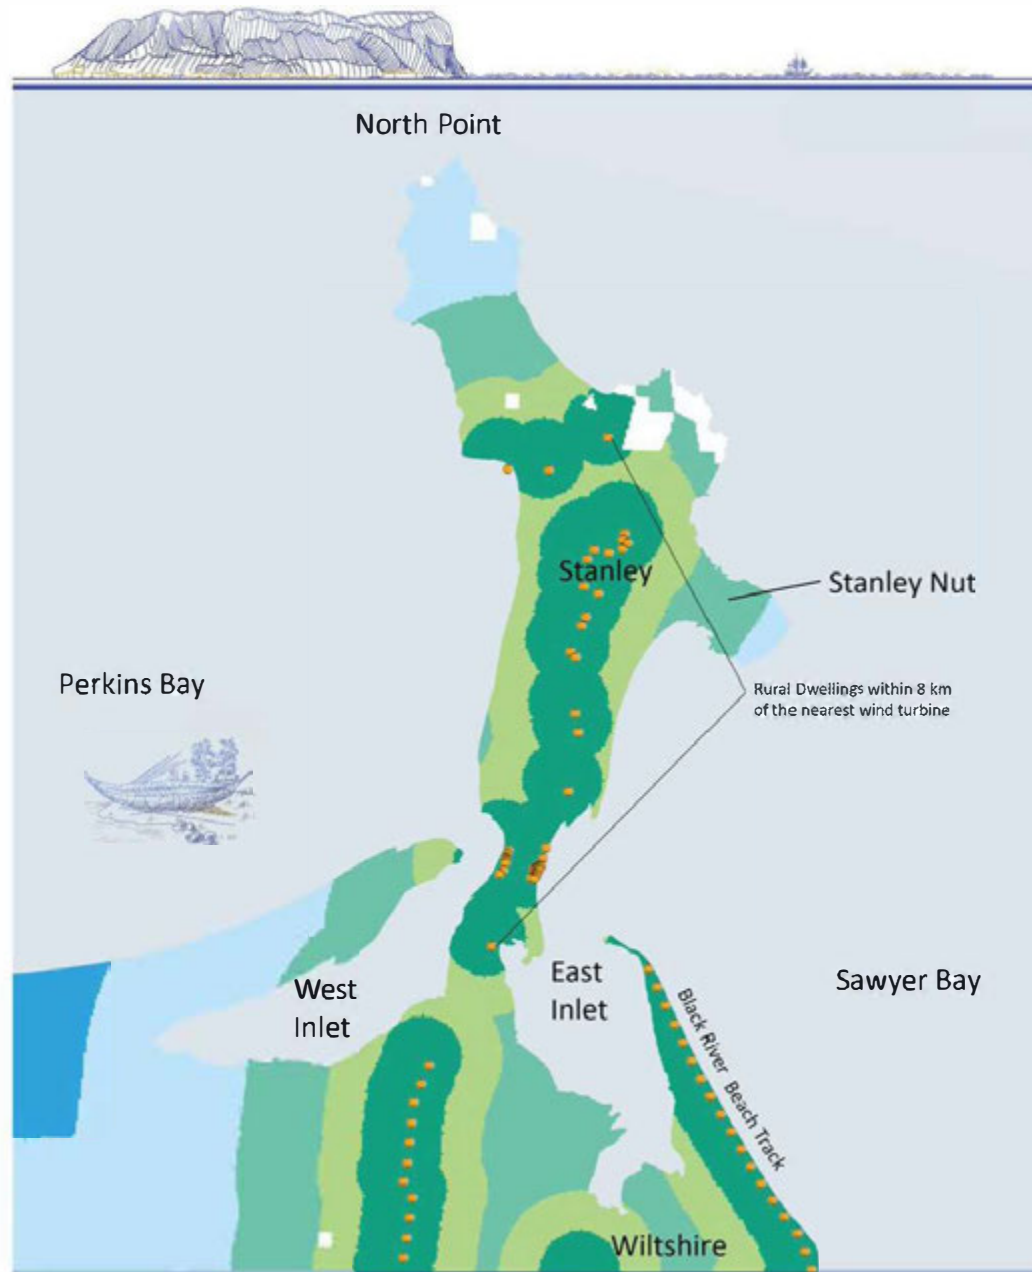 North Point
Stanley
Stanley Nut
Perkins Bay
Rural Dwellings within 8 km
of the nearest wind turbine
West
Inlet
East
Inlet
Sawyer Bay
Black River Beach Track
Wiltshire